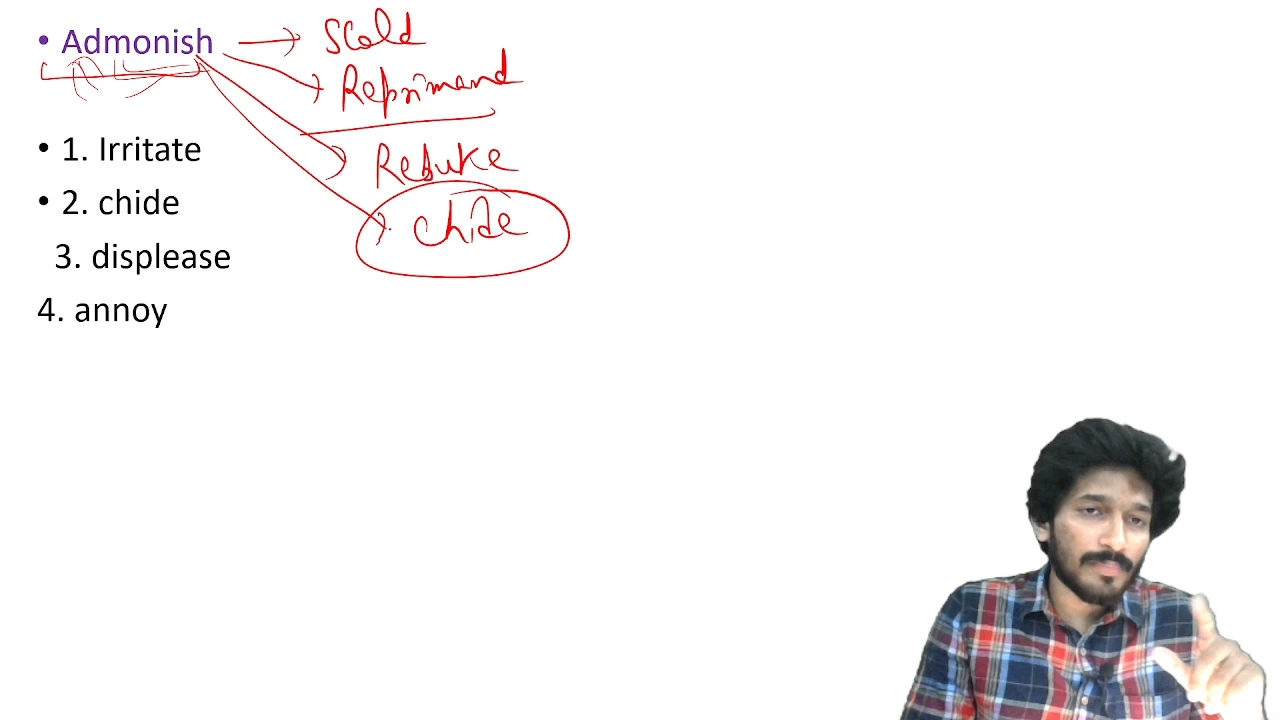 • Admonish → Scold
→ Reprimand
• 1. Irritate
→ Rebuke
• 2. chide
→ chide
3. displease
4. annoy